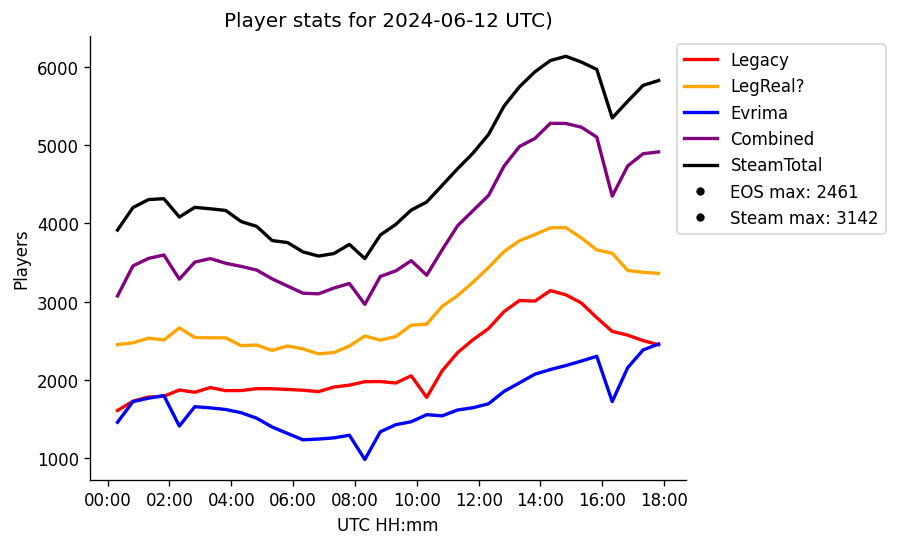 Player stats for 2024-06-12 UTC)
Legacy
LegReal?
Evrima
Combined
SteamTotal
EOS max: 2461
Steam max: 3142
Players
6000
5000
4000
3000
2000
1000
00:00 02:00 04:00 06:00 08:00 10:00 12:00 14:00 16:00 18:00
UTC HH:mm